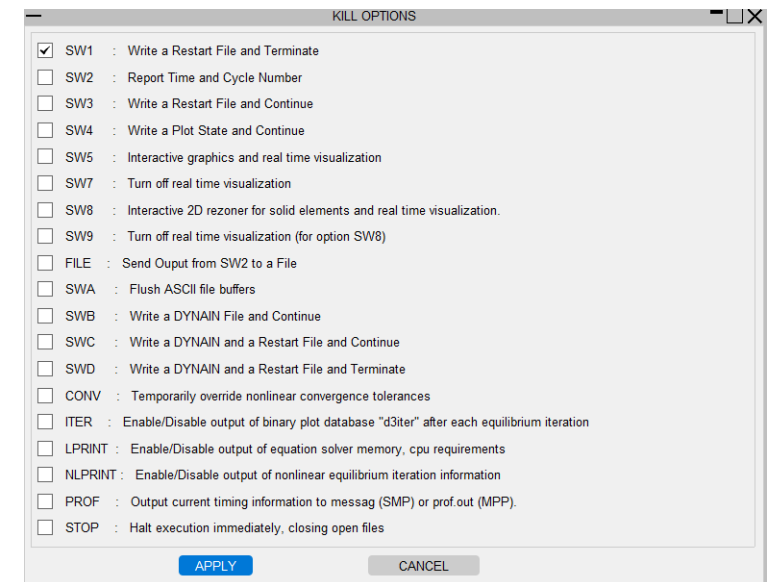 KILL OPTIONS
SW1 : Write a Restart File and Terminate
SW2 : Report Time and Cycle Number
SW3 : Write a Restart File and Continue
SW4 : Write a Plot State and Continue
SW5 : Interactive graphics and real time visualization
SW7 : Turn off real time visualization
SW8 : Interactive 2D rezoner for solid elements and real time visualization.
SW9 : Turn off real time visualization (for option SW8)
FILE : Send Ouput from SW2 to a File
SWA : Flush ASCII file buffers
SWB : Write a DYNAIN File and Continue
SWC : Write a DYNAIN and a Restart File and Continue
SWD : Write a DYNAIN and a Restart File and Terminate
CONV : Temporarily override nonlinear convergence tolerances
ITER : Enable/Disable output of binary plot database "d3iter" after each equilibrium iteration
LPRINT : Enable/Disable output of equation solver memory, cpu requirements
NLPRINT : Enable/Disable output of nonlinear equilibrium iteration information
PROF : Output current timing information to messag (SMP) or prof.out (MPP).
STOP : Halt execution immediately, closing open files
APPLY CANCEL